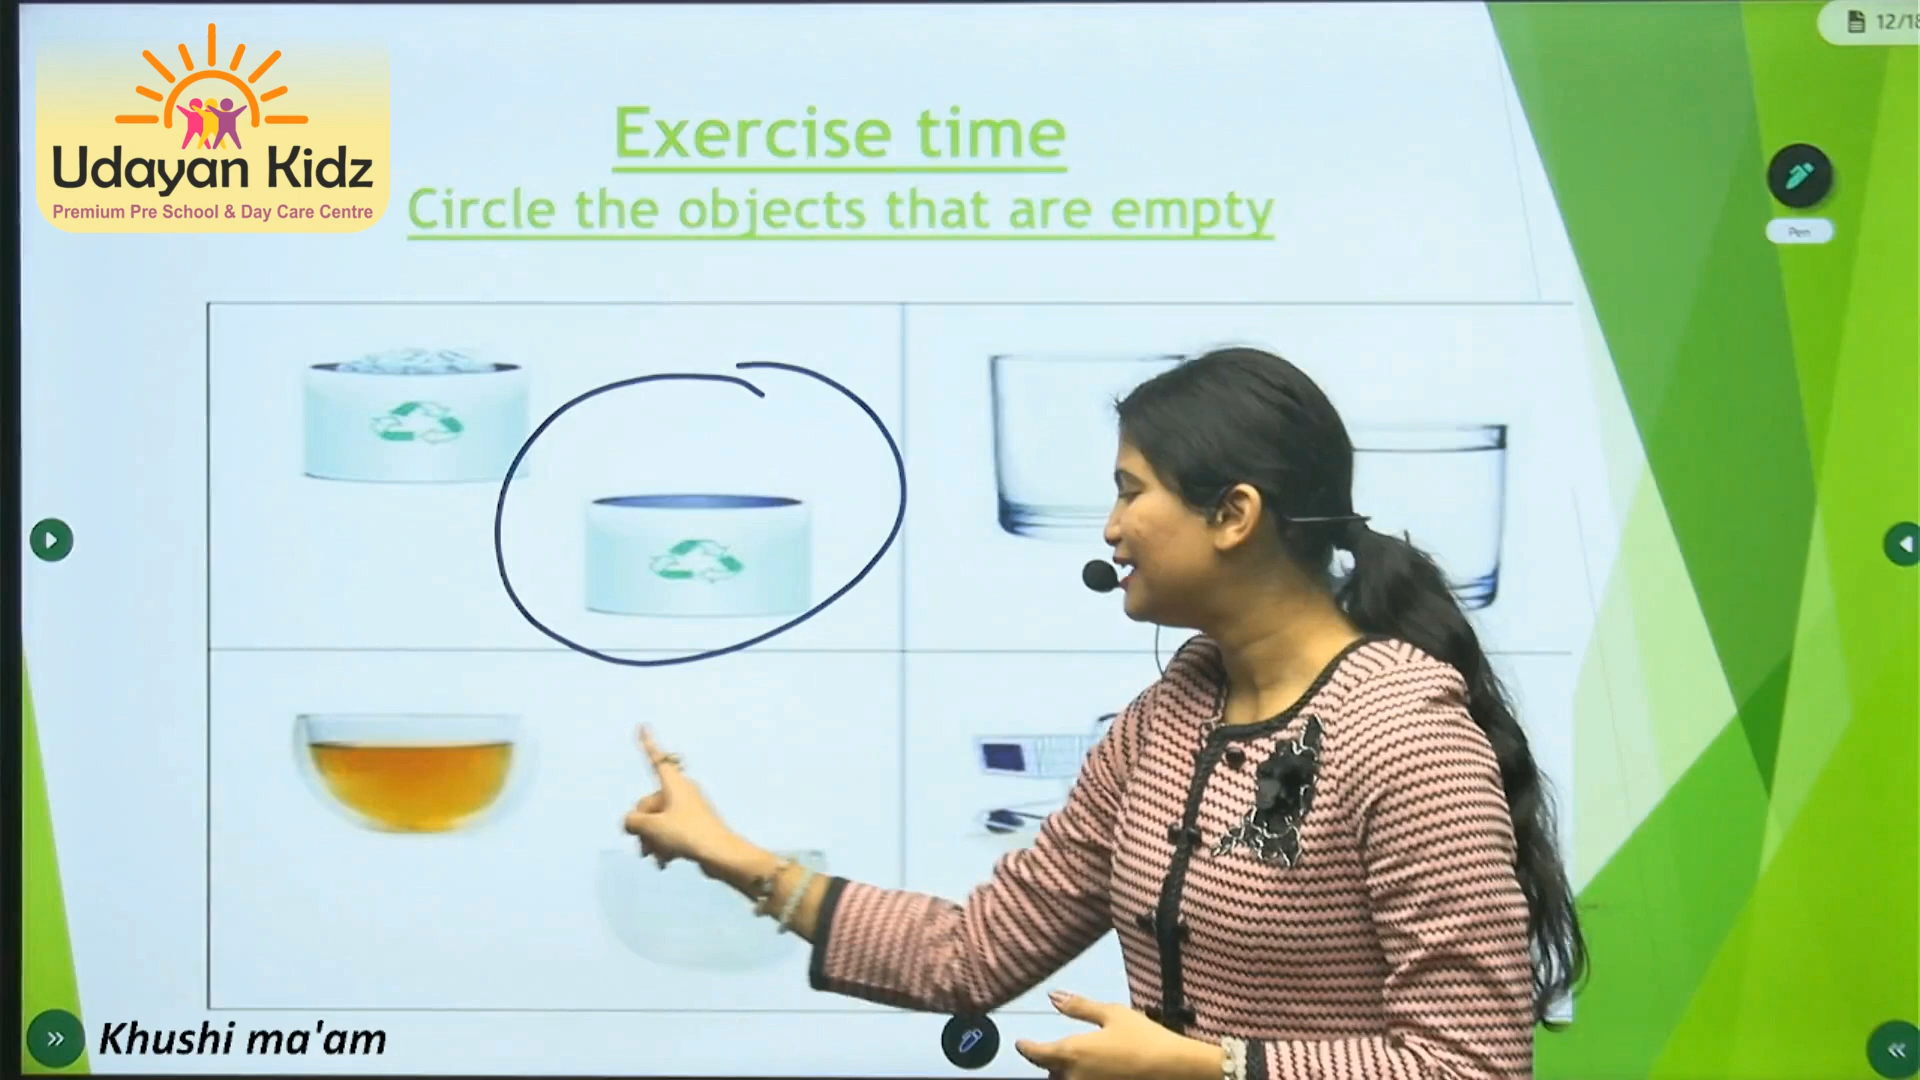 Udayan Kidz
Premium Pre School & Day Care Centre
Exercise time
Circle the objects that are empty
12/18
Pen
Khushi ma'am